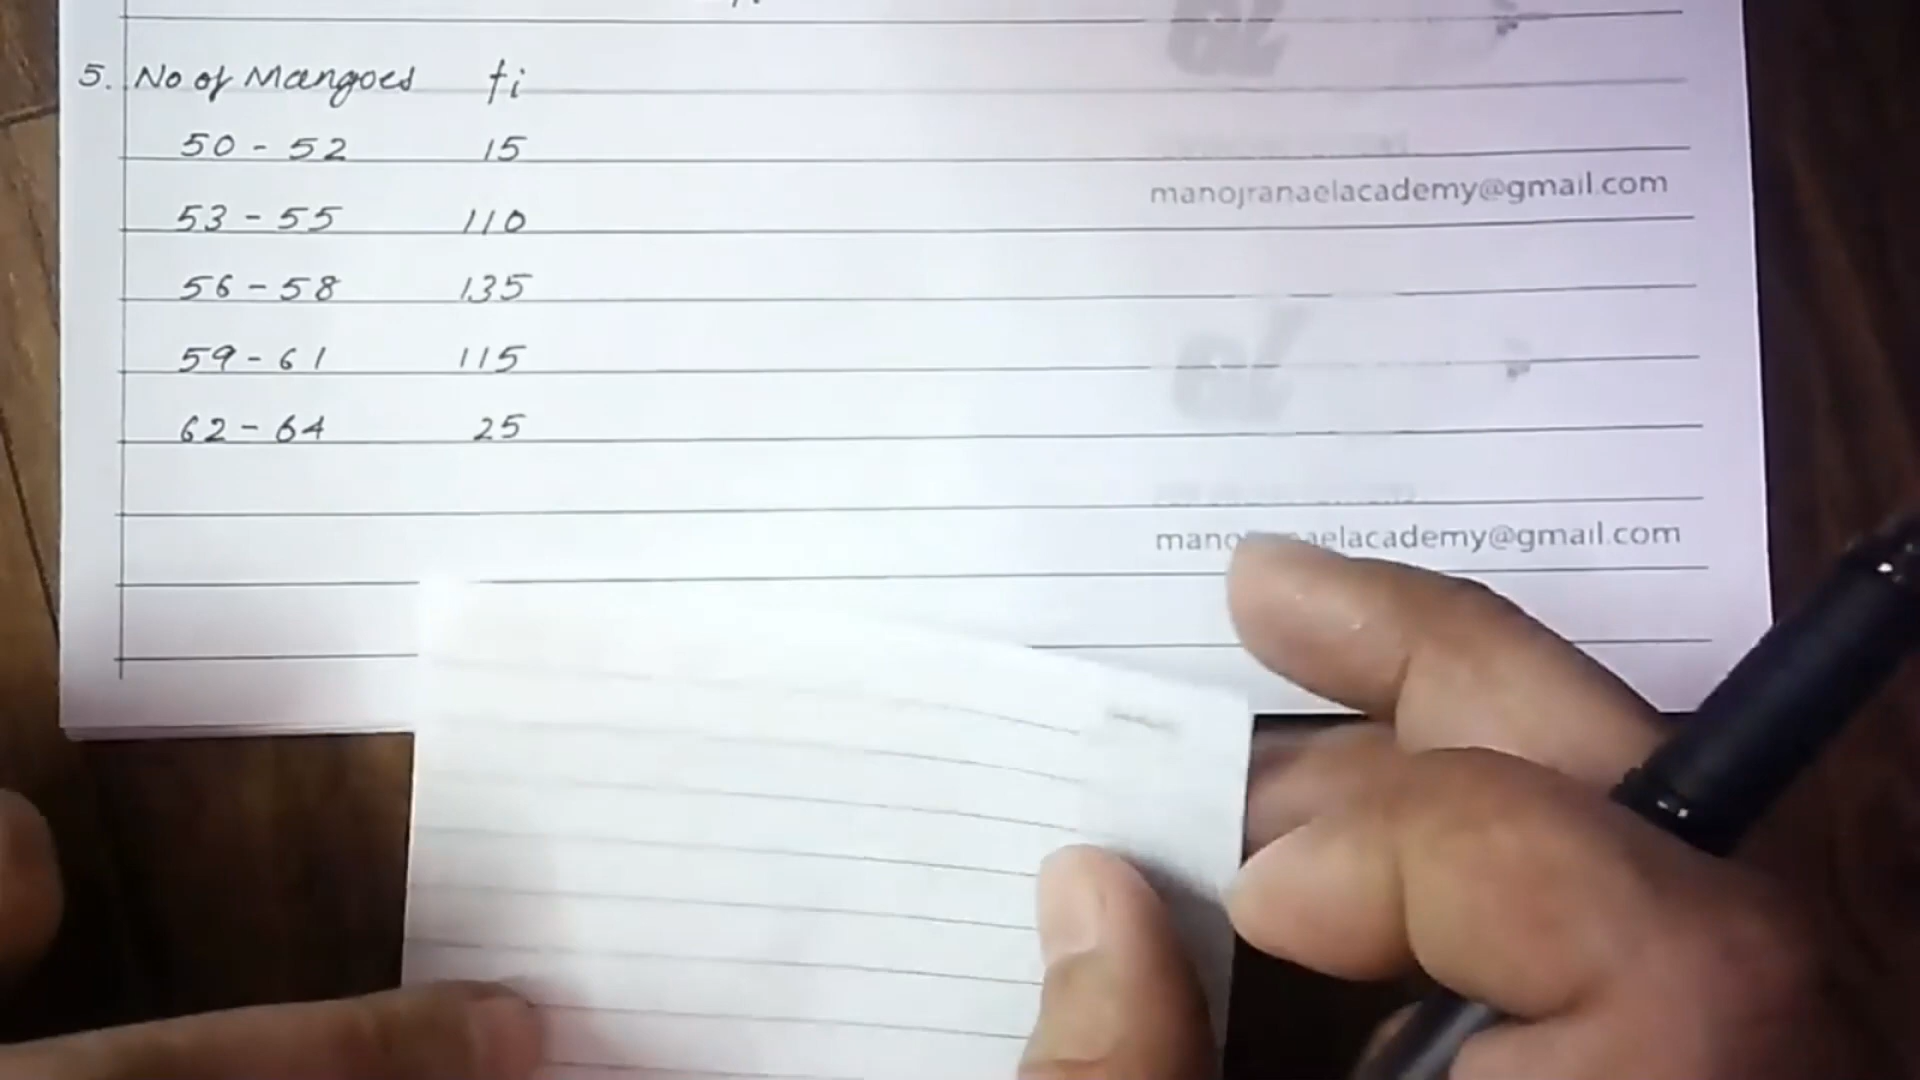 5. No of Mangoes fi
50 - 52 15
53 - 55 110
manojranaelacademy@gmail.com
56 - 58 135
59 - 61 115
62 - 64 25